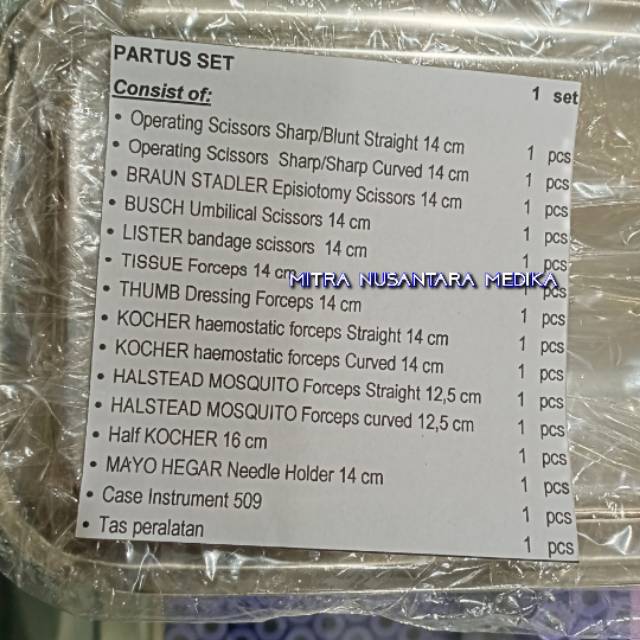 PARTUS SET 1 set
Consist of:
• Operating Scissors Sharp/Blunt Straight 14 cm 1 pcs
• Operating Scissors Sharp/Sharp Curved 14 cm 1 pcs
• BRAUN STADLER Episiotomy Scissors 14 cm 1 pcs
• BUSCH Umbilical Scissors 14 cm 1 pcs
• LISTER bandage scissors 14 cm 1 pcs
• TISSUE Forceps 14 cm 1 pcs
MITRA NUSANTARA MEDIKA
• THUMB Dressing Forceps 14 cm 1 pcs
• KOCHER haemostatic forceps Straight 14 cm 1 pcs
• KOCHER haemostatic forceps Curved 14 cm 1 pcs
• HALSTEAD MOSQUITO Forceps Straight 12,5 cm 1 pcs
• HALSTEAD MOSQUITO Forceps curved 12,5 cm 1 pcs
• Half KOCHER 16 cm 1 pcs
• MAYO HEGAR Needle Holder 14 cm 1 pcs
• Case Instrument 509 1 pcs
• Tas peralatan 1 pcs